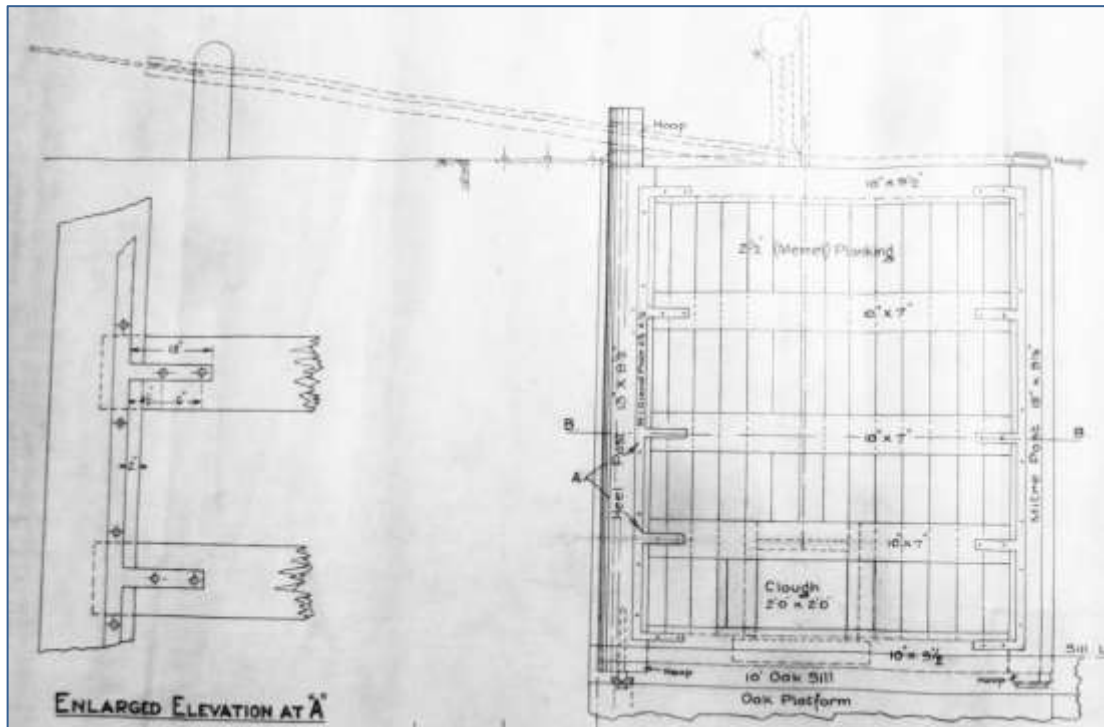 Hoop
Hoop
10" x 9½"
2½" (Memel) Planking
10" x 7"
12"
6"
2"
Heel Post 15" x 8½"
Mitre Post 15" x 8½"
B
10" x 7"
B
A
10" x 7"
Clough
2'0" x 2'0"
10" x 9½"
Sill L
Hoop
Hoop
10" Oak Sill
Oak Platform
ENLARGED ELEVATION AT "A"